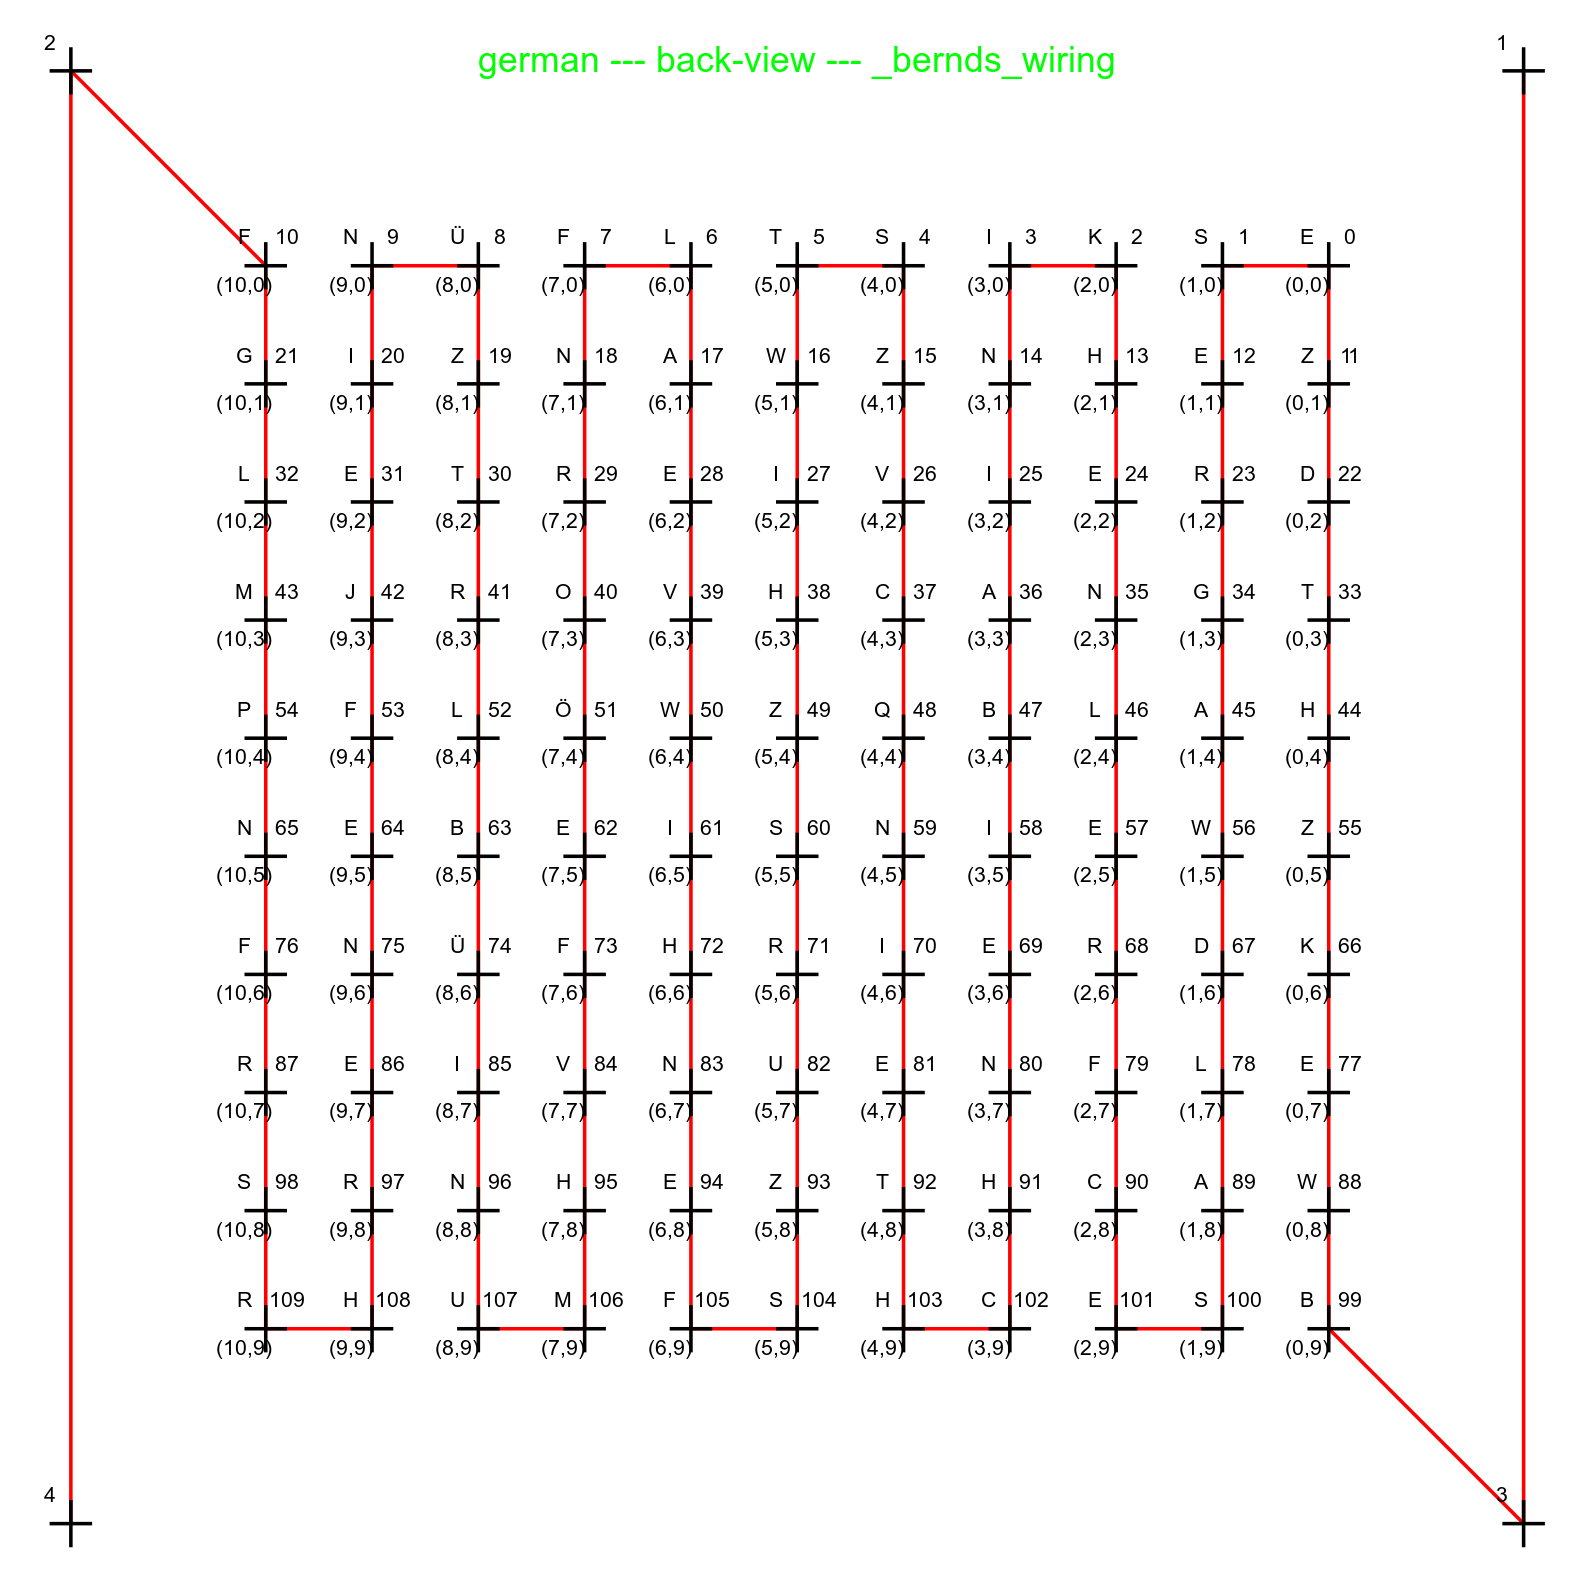 2 german --- back-view --- _bernds_wiring 1
F 10 N 9 Ü 8 F 7 L 6 T 5 S 4 I 3 K 2 S 1 E 0
(10,0) (9,0) (8,0) (7,0) (6,0) (5,0) (4,0) (3,0) (2,0) (1,0) (0,0)
G 21 I 20 Z 19 N 18 A 17 W 16 Z 15 N 14 H 13 E 12 Z 11
(10,1) (9,1) (8,1) (7,1) (6,1) (5,1) (4,1) (3,1) (2,1) (1,1) (0,1)
L 32 E 31 T 30 R 29 E 28 I 27 V 26 I 25 E 24 R 23 D 22
(10,2) (9,2) (8,2) (7,2) (6,2) (5,2) (4,2) (3,2) (2,2) (1,2) (0,2)
M 43 J 42 R 41 O 40 V 39 H 38 C 37 A 36 N 35 G 34 T 33
(10,3) (9,3) (8,3) (7,3) (6,3) (5,3) (4,3) (3,3) (2,3) (1,3) (0,3)
P 54 F 53 L 52 Ö 51 W 50 Z 49 Q 48 B 47 L 46 A 45 H 44
(10,4) (9,4) (8,4) (7,4) (6,4) (5,4) (4,4) (3,4) (2,4) (1,4) (0,4)
N 65 E 64 B 63 E 62 I 61 S 60 N 59 I 58 E 57 W 56 Z 55
(10,5) (9,5) (8,5) (7,5) (6,5) (5,5) (4,5) (3,5) (2,5) (1,5) (0,5)
F 76 N 75 Ü 74 F 73 H 72 R 71 I 70 E 69 R 68 D 67 K 66
(10,6) (9,6) (8,6) (7,6) (6,6) (5,6) (4,6) (3,6) (2,6) (1,6) (0,6)
R 87 E 86 I 85 V 84 N 83 U 82 E 81 N 80 F 79 L 78 E 77
(10,7) (9,7) (8,7) (7,7) (6,7) (5,7) (4,7) (3,7) (2,7) (1,7) (0,7)
S 98 R 97 N 96 H 95 E 94 Z 93 T 92 H 91 C 90 A 89 W 88
(10,8) (9,8) (8,8) (7,8) (6,8) (5,8) (4,8) (3,8) (2,8) (1,8) (0,8)
R 109 H 108 U 107 M 106 F 105 S 104 H 103 C 102 E 101 S 100 B 99
(10,9) (9,9) (8,9) (7,9) (6,9) (5,9) (4,9) (3,9) (2,9) (1,9) (0,9)
4 3